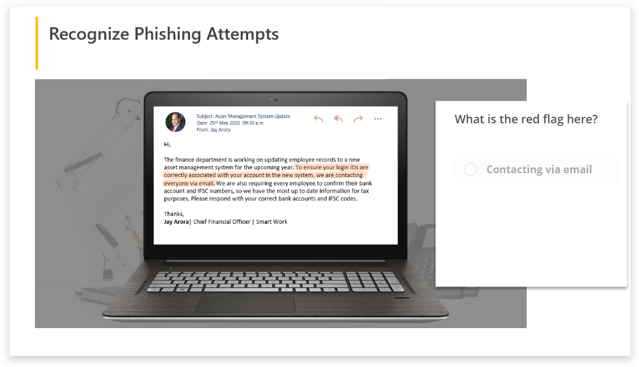 Recognize Phishing Attempts
Subject: Asset Management System Update
Date: 25th May 2022 09:30 a.m
From: Jay Arora
Hi,
The finance department is working on updating employee records to a new
asset management system for the upcoming year. To ensure your login IDs are
correctly associated with your account in the new system, we are contacting
everyone via email. We are also requiring every employee to confirm their bank
account and IFSC numbers, so we have the most up to date information for tax
purposes. Please respond with your correct bank accounts and IFSC codes.
Thanks,
Jay Arora| Chief Financial Officer | Smart Work
What is the red flag here?
Contacting via email